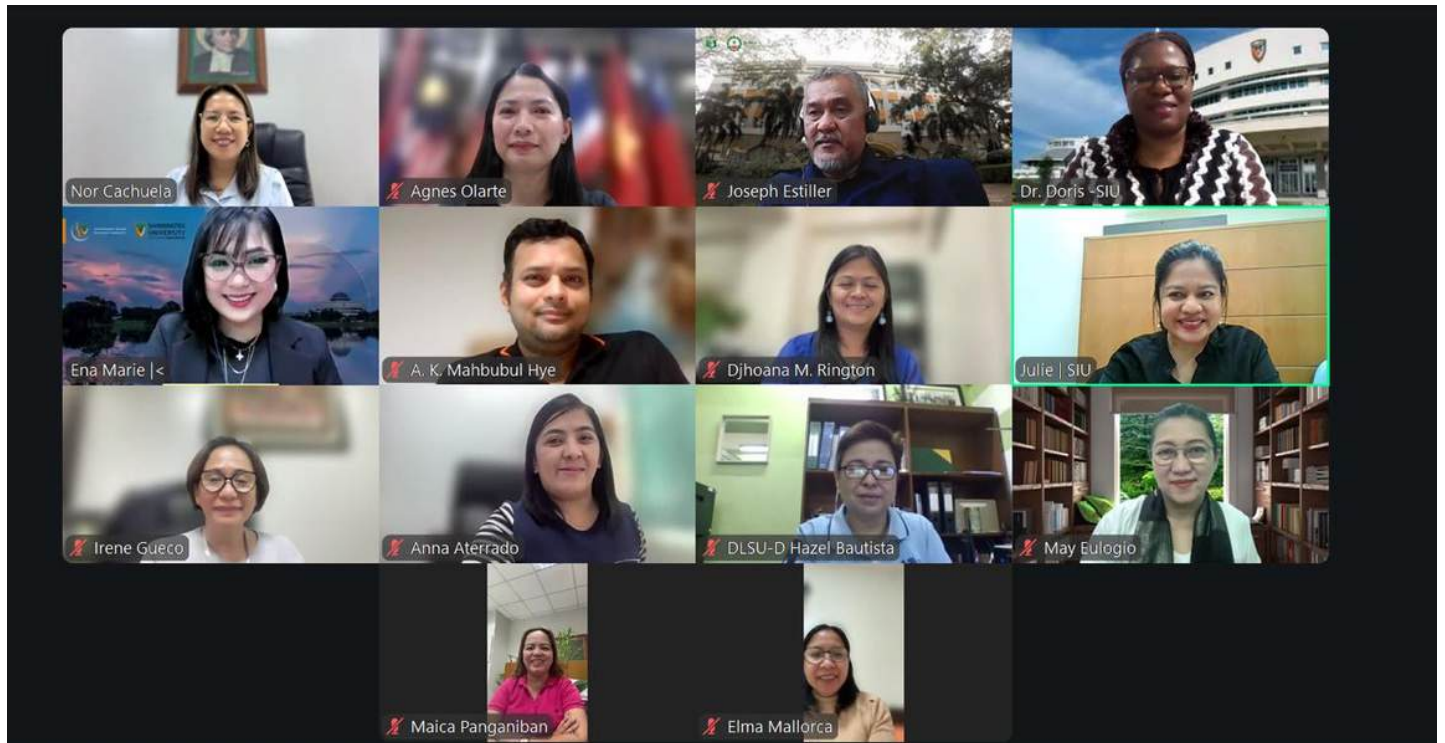 Nor Cachuela
Agnes Olarte
Joseph Estiller
Dr. Doris -SIU
Ena Marie |<
A. K. Mahbubul Hye
Djhoana M. Rington
Julie | SIU
Irene Gueco
Anna Aterrado
DLSU-D Hazel Bautista
May Eulogio
Maica Panganiban
Elma Mallorca